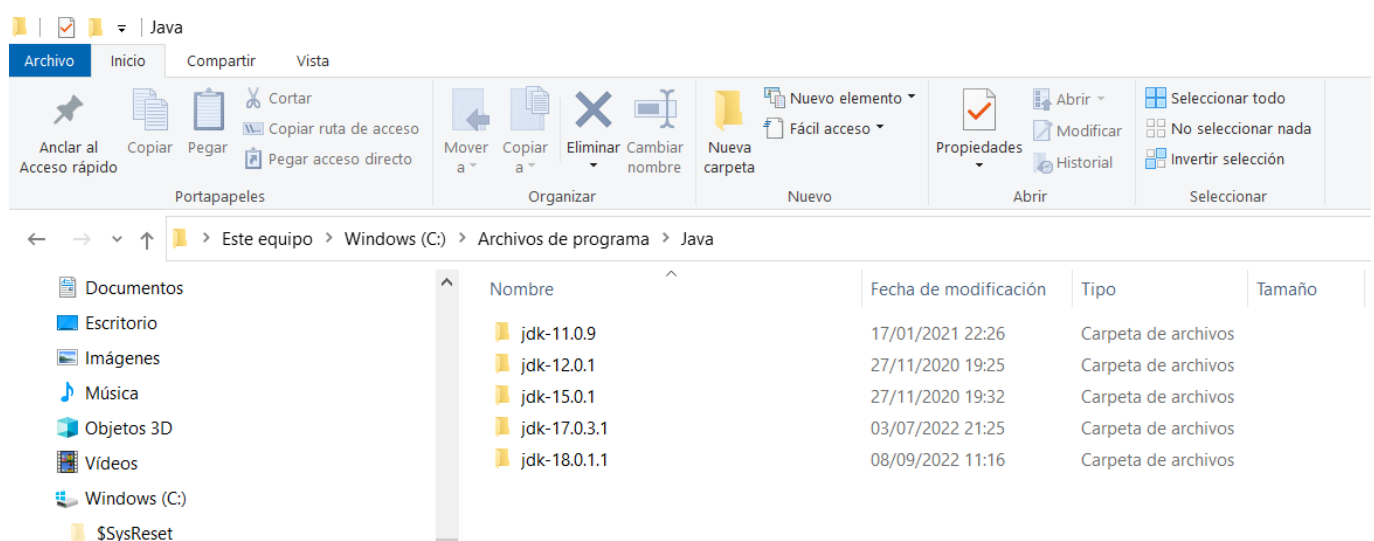 Java
Archivo Inicio Compartir Vista
Anclar al
Acceso rápido
Copiar
Pegar
Cortar
Copiar ruta de acceso
Pegar acceso directo
Portapapeles
Mover
a
Copiar
a
Eliminar
Cambiar
nombre
Organizar
Nueva
carpeta
Nuevo elemento
Fácil acceso
Nuevo
Propiedades
Abrir
Modificar
Historial
Abrir
Seleccionar todo
No seleccionar nada
Invertir selección
Seleccionar
Este equipo > Windows (C:) > Archivos de programa > Java
Documentos
Escritorio
Imágenes
Música
Objetos 3D
Vídeos
Windows (C:)
$SysReset
Nombre Fecha de modificación Tipo Tamaño
jdk-11.0.9 17/01/2021 22:26 Carpeta de archivos
jdk-12.0.1 27/11/2020 19:25 Carpeta de archivos
jdk-15.0.1 27/11/2020 19:32 Carpeta de archivos
jdk-17.0.3.1 03/07/2022 21:25 Carpeta de archivos
jdk-18.0.1.1 08/09/2022 11:16 Carpeta de archivos